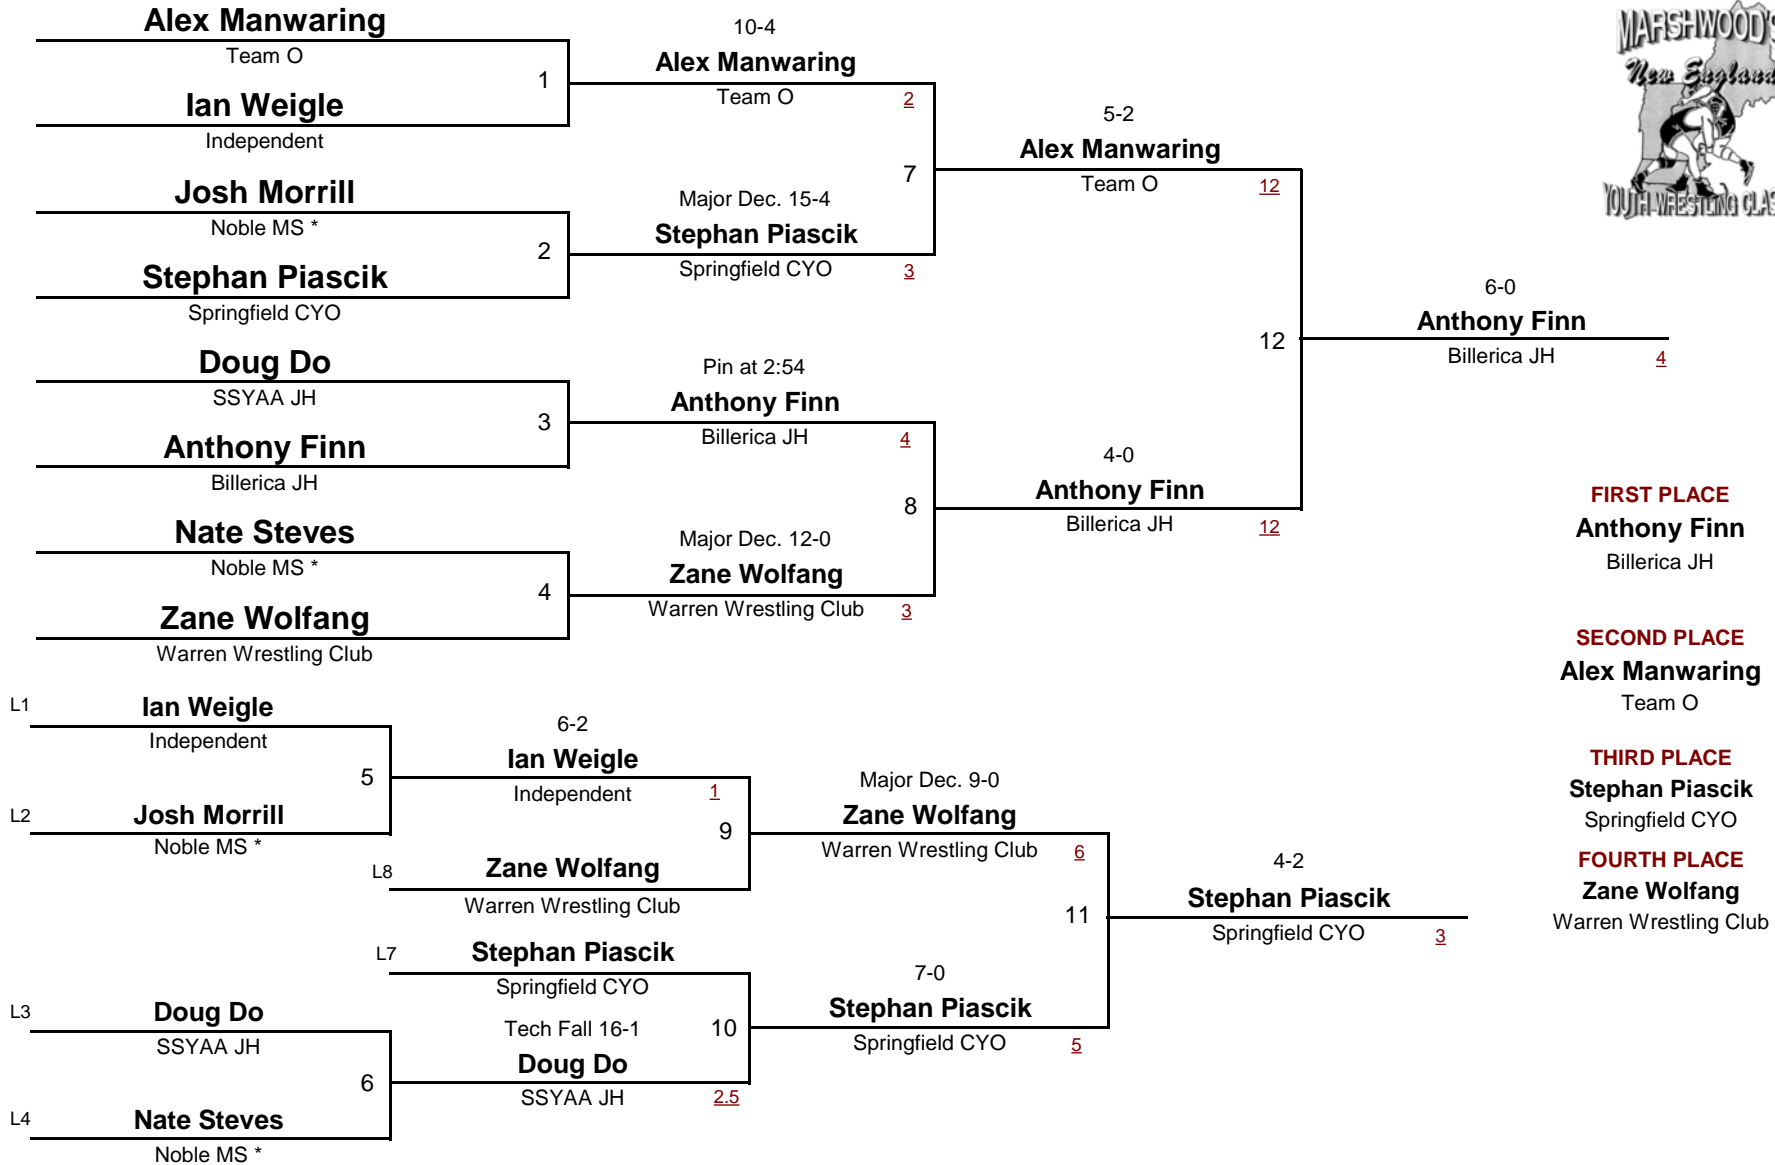 Alex Manwaring
Team O
1
Ian Weigle
Independent
Josh Morrill
Noble MS *
2
Stephan Piascik
Springfield CYO
Doug Do
SSYAA JH
3
Anthony Finn
Billerica JH
Nate Steves
Noble MS *
4
Zane Wolfang
Warren Wrestling Club
10-4
Alex Manwaring
Team O 2
7
Major Dec. 15-4
Stephan Piascik
Springfield CYO 3
Pin at 2:54
Anthony Finn
Billerica JH 4
8
Major Dec. 12-0
Zane Wolfang
Warren Wrestling Club 3
5-2
Alex Manwaring
Team O 12
12
4-0
Anthony Finn
Billerica JH 12
6-0
Anthony Finn
Billerica JH 4
MARSHWOOD'S
New England
YOUTH WRESTLING CLAS
FIRST PLACE
Anthony Finn
Billerica JH
SECOND PLACE
Alex Manwaring
Team O
THIRD PLACE
Stephan Piascik
Springfield CYO
FOURTH PLACE
Zane Wolfang
Warren Wrestling Club
L1 Ian Weigle
Independent
5
L2 Josh Morrill
Noble MS *
6-2
Ian Weigle
Independent 1
9
L8 Zane Wolfang
Warren Wrestling Club
L7 Stephan Piascik
Springfield CYO
L3 Doug Do
SSYAA JH
6
L4 Nate Steves
Noble MS *
Tech Fall 16-1 10
Doug Do
SSYAA JH 2.5
Major Dec. 9-0
Zane Wolfang
Warren Wrestling Club 6
11
7-0
Stephan Piascik
Springfield CYO 5
4-2
Stephan Piascik
Springfield CYO 3